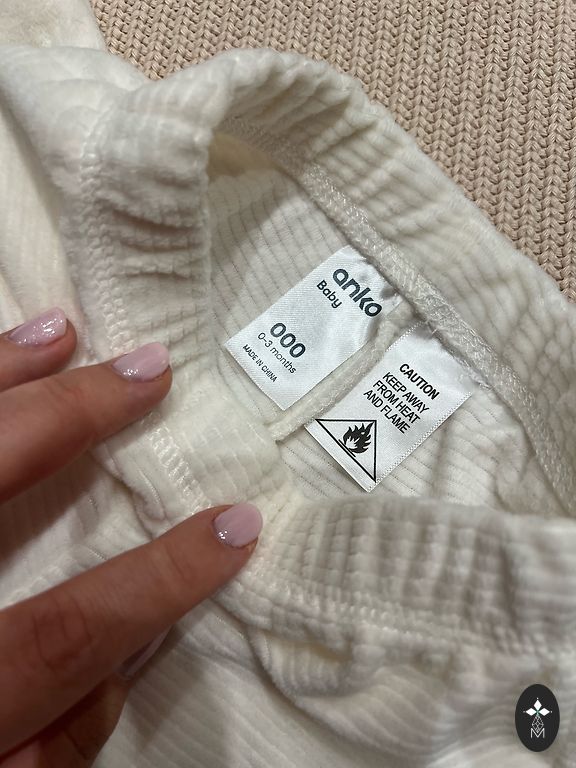 anko
Baby
000
0-3 months
MADE IN CHINA
CAUTION
KEEP AWAY
FROM HEAT
AND FLAME
M